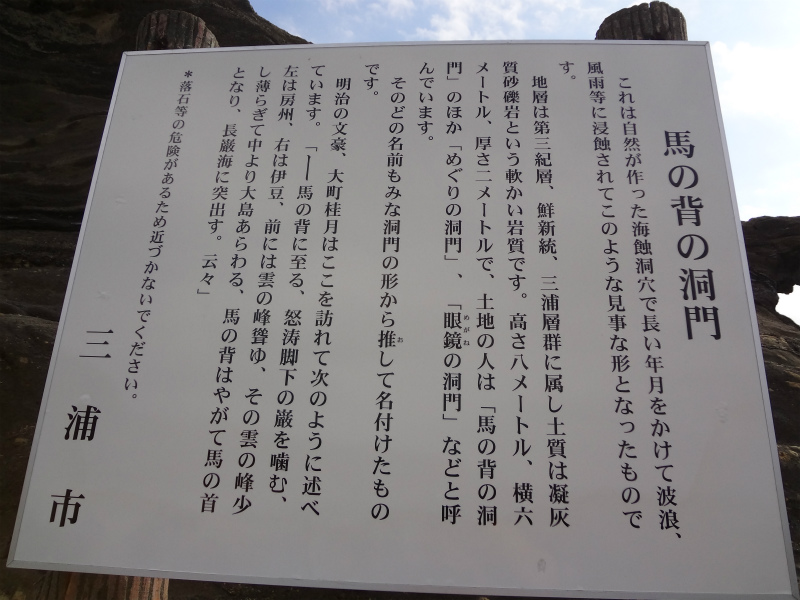 馬の背の洞門
これは自然が作った海蝕洞穴で長い年月をかけて波浪、
風雨等に浸蝕されてこのような見事な形となったもので
す。
地層は第三紀層、鮮新統、三浦層群に属し土質は凝灰
質砂礫岩という軟かい岩質です。高さ八メートル、横六
メートル、厚さ二メートルで、土地の人は「馬の背の洞
門」のほか「めぐりの洞門」、「眼鏡の洞門」などと呼
んでいます。
そのどの名前もみな洞門の形から推して名付けたもの
です。
明治の文豪、大町桂月はここを訪れて次のように述べ
ています。「―馬の背に至る、怒涛脚下の巌を噛む、
左は房州、右は伊豆、前には雲の峰聳ゆ、その雲の峰少
し薄らぎて中より大島あらわる、馬の背はやがて馬の首
となり、長巌海に突出す。云々」
*落石等の危険があるため近づかないでください。
三浦市